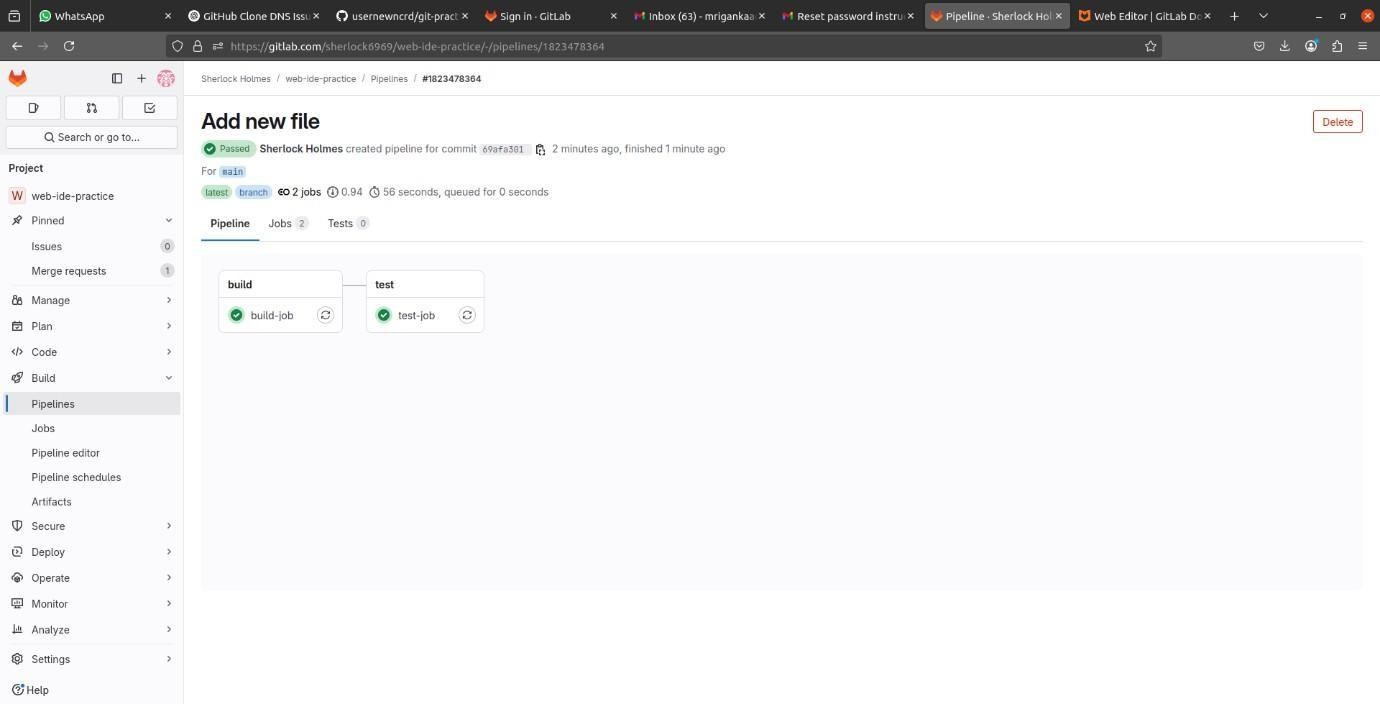 WhatsApp
GitHub Clone DNS Issu
usernewncrd/git-pract
Sign in · GitLab
Inbox (63) - mrigankaa
Reset password instru
Pipeline · Sherlock Hol
Web Editor | GitLab Do
https://gitlab.com/sherlock6969/web-ide-practice/-/pipelines/1823478364
Sherlock Holmes / web-ide-practice / Pipelines / #1823478364
Search or go to...
Project
W web-ide-practice
Pinned
Issues 0
Merge requests 1
Manage
Plan
Code
Build
Pipelines
Jobs
Pipeline editor
Pipeline schedules
Artifacts
Secure
Deploy
Operate
Monitor
Analyze
Settings
Help
Add new file
Delete
Passed Sherlock Holmes created pipeline for commit 69afa301 2 minutes ago, finished 1 minute ago
For main
latest branch 2 jobs 0.94 56 seconds, queued for 0 seconds
Pipeline Jobs 2 Tests 0
build
build-job
test
test-job